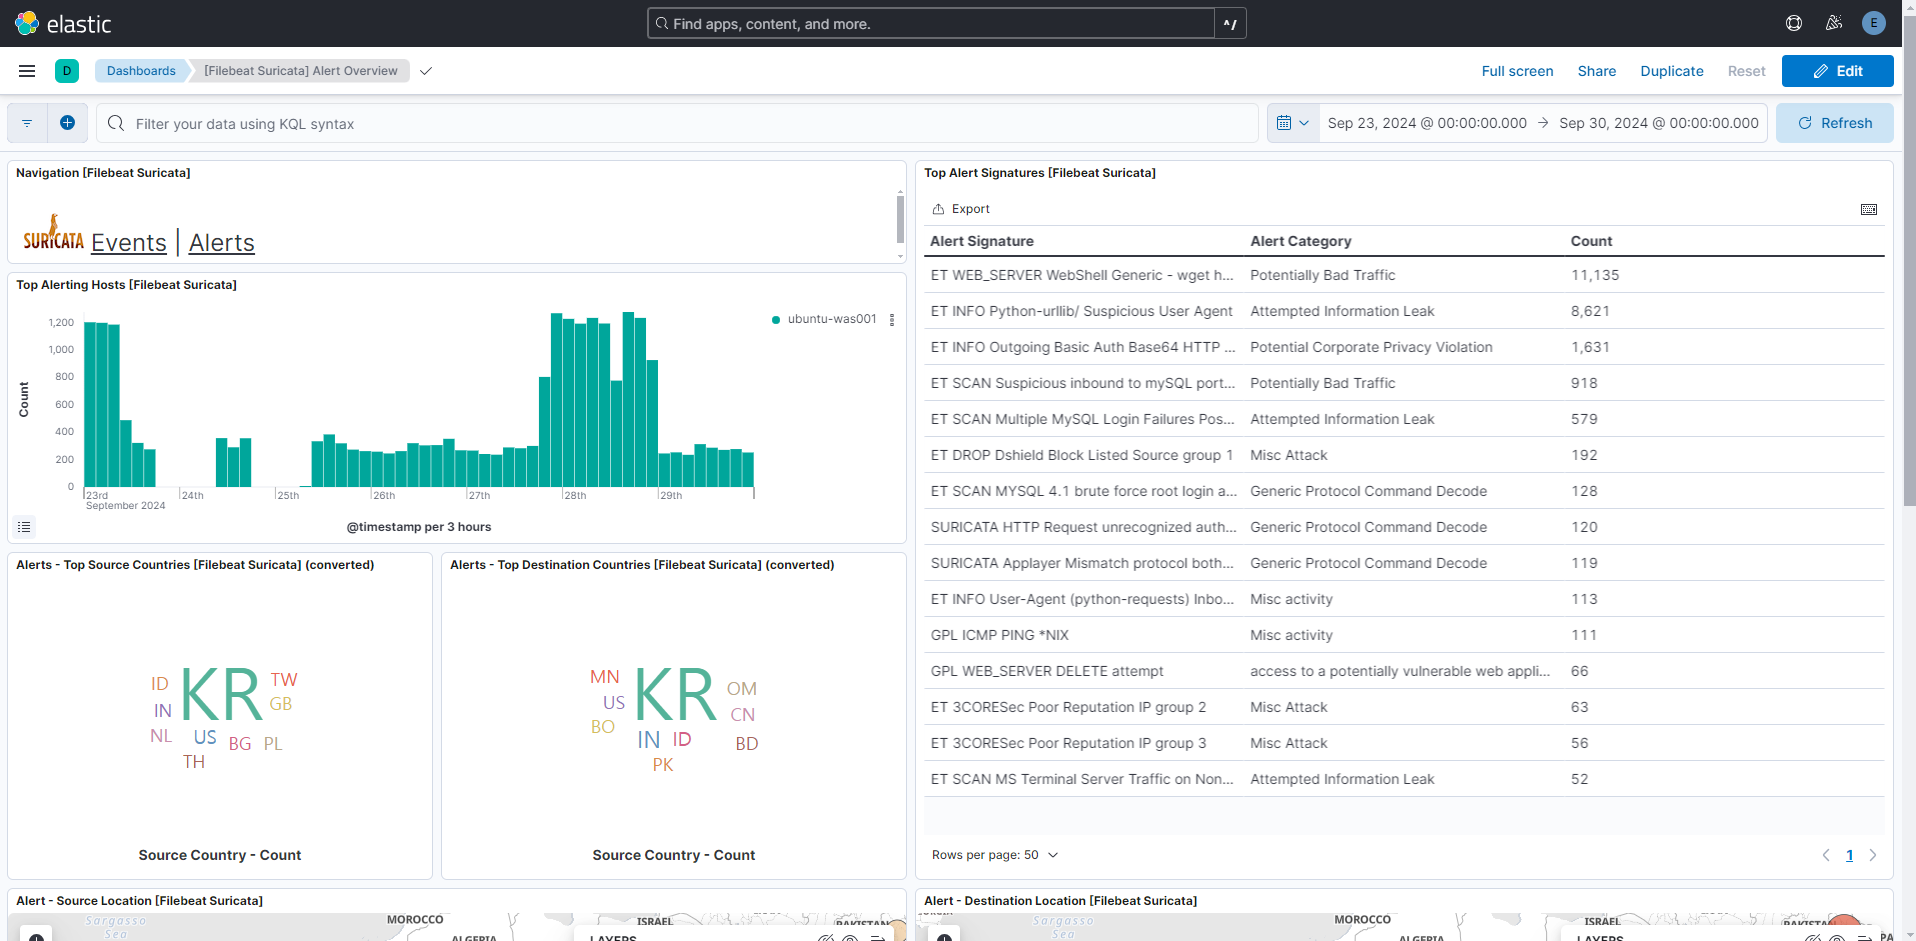 elastic
Find apps, content, and more.
^/
E
D
Dashboards
[Filebeat Suricata] Alert Overview
Full screen
Share
Duplicate
Reset
Edit
Filter your data using KQL syntax
Sep 23, 2024 @ 00:00:00.000 → Sep 30, 2024 @ 00:00:00.000
Refresh
Navigation [Filebeat Suricata]
SURICATA Events | Alerts
Top Alerting Hosts [Filebeat Suricata]
ubuntu-was001
Count
1,200
1,000
800
600
400
200
0
23rd 24th 25th 26th 27th 28th 29th
September 2024
@timestamp per 3 hours
Alerts - Top Source Countries [Filebeat Suricata] (converted)
ID KR TW
IN GB
NL US BG PL
TH
Source Country - Count
Alerts - Top Destination Countries [Filebeat Suricata] (converted)
MN KR OM
US CN
BO IN ID BD
PK
Source Country - Count
Top Alert Signatures [Filebeat Suricata]
Export
Alert Signature Alert Category Count
ET WEB_SERVER WebShell Generic - wget h... Potentially Bad Traffic 11,135
ET INFO Python-urllib/ Suspicious User Agent Attempted Information Leak 8,621
ET INFO Outgoing Basic Auth Base64 HTTP ... Potential Corporate Privacy Violation 1,631
ET SCAN Suspicious inbound to mySQL port... Potentially Bad Traffic 918
ET SCAN Multiple MySQL Login Failures Pos... Attempted Information Leak 579
ET DROP Dshield Block Listed Source group 1 Misc Attack 192
ET SCAN MYSQL 4.1 brute force root login a... Generic Protocol Command Decode 128
SURICATA HTTP Request unrecognized auth... Generic Protocol Command Decode 120
SURICATA Applayer Mismatch protocol both... Generic Protocol Command Decode 119
ET INFO User-Agent (python-requests) Inbo... Misc activity 113
GPL ICMP PING *NIX Misc activity 111
GPL WEB_SERVER DELETE attempt access to a potentially vulnerable web appli... 66
ET 3CORESec Poor Reputation IP group 2 Misc Attack 63
ET 3CORESec Poor Reputation IP group 3 Misc Attack 56
ET SCAN MS Terminal Server Traffic on Non... Attempted Information Leak 52
Rows per page: 50
1
Alert - Source Location [Filebeat Suricata]
Sargasso
Sea
MOROCCO
ALGERIA
ISRAEL
PAKISTAN
LAYERS
Alert - Destination Location [Filebeat Suricata]
Sargasso
Sea
MOROCCO
ALGERIA
ISRAEL
LAYERS